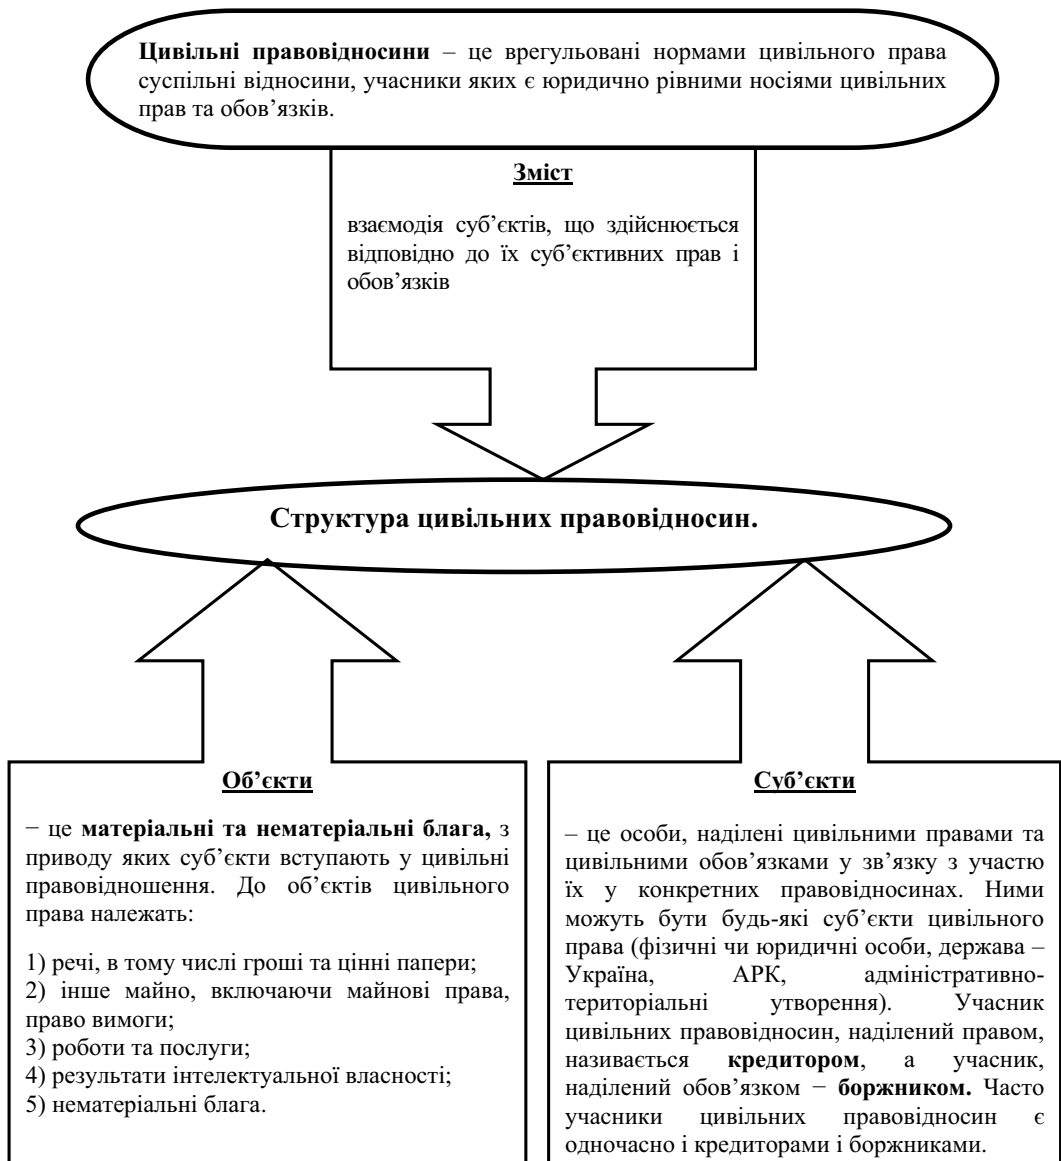 Цивільні правовідносини – це врегульовані нормами цивільного права
суспільні відносини, учасники яких є юридично рівними носіями цивільних
прав та обов’язків.
Зміст
взаємодія суб’єктів, що здійснюється
відповідно до їх суб’єктивних прав і
обов’язків
Структура цивільних правовідносин.
Об’єкти
− це матеріальні та нематеріальні блага, з
приводу яких суб’єкти вступають у цивільні
правовідношення. До об’єктів цивільного
права належать:
1) речі, в тому числі гроші та цінні папери;
2) інше майно, включаючи майнові права,
право вимоги;
3) роботи та послуги;
4) результати інтелектуальної власності;
5) нематеріальні блага.
Суб’єкти
– це особи, наділені цивільними правами та
цивільними обов’язками у зв’язку з участю
їх у конкретних правовідносинах. Ними
можуть бути будь-які суб’єкти цивільного
права (фізичні чи юридичні особи, держава –
Україна, АРК, адміністративно-
територіальні утворення). Учасник
цивільних правовідносин, наділений правом,
називається кредитором, а учасник,
наділений обов’язком − боржником. Часто
учасники цивільних правовідносин є
одночасно і кредиторами і боржниками.